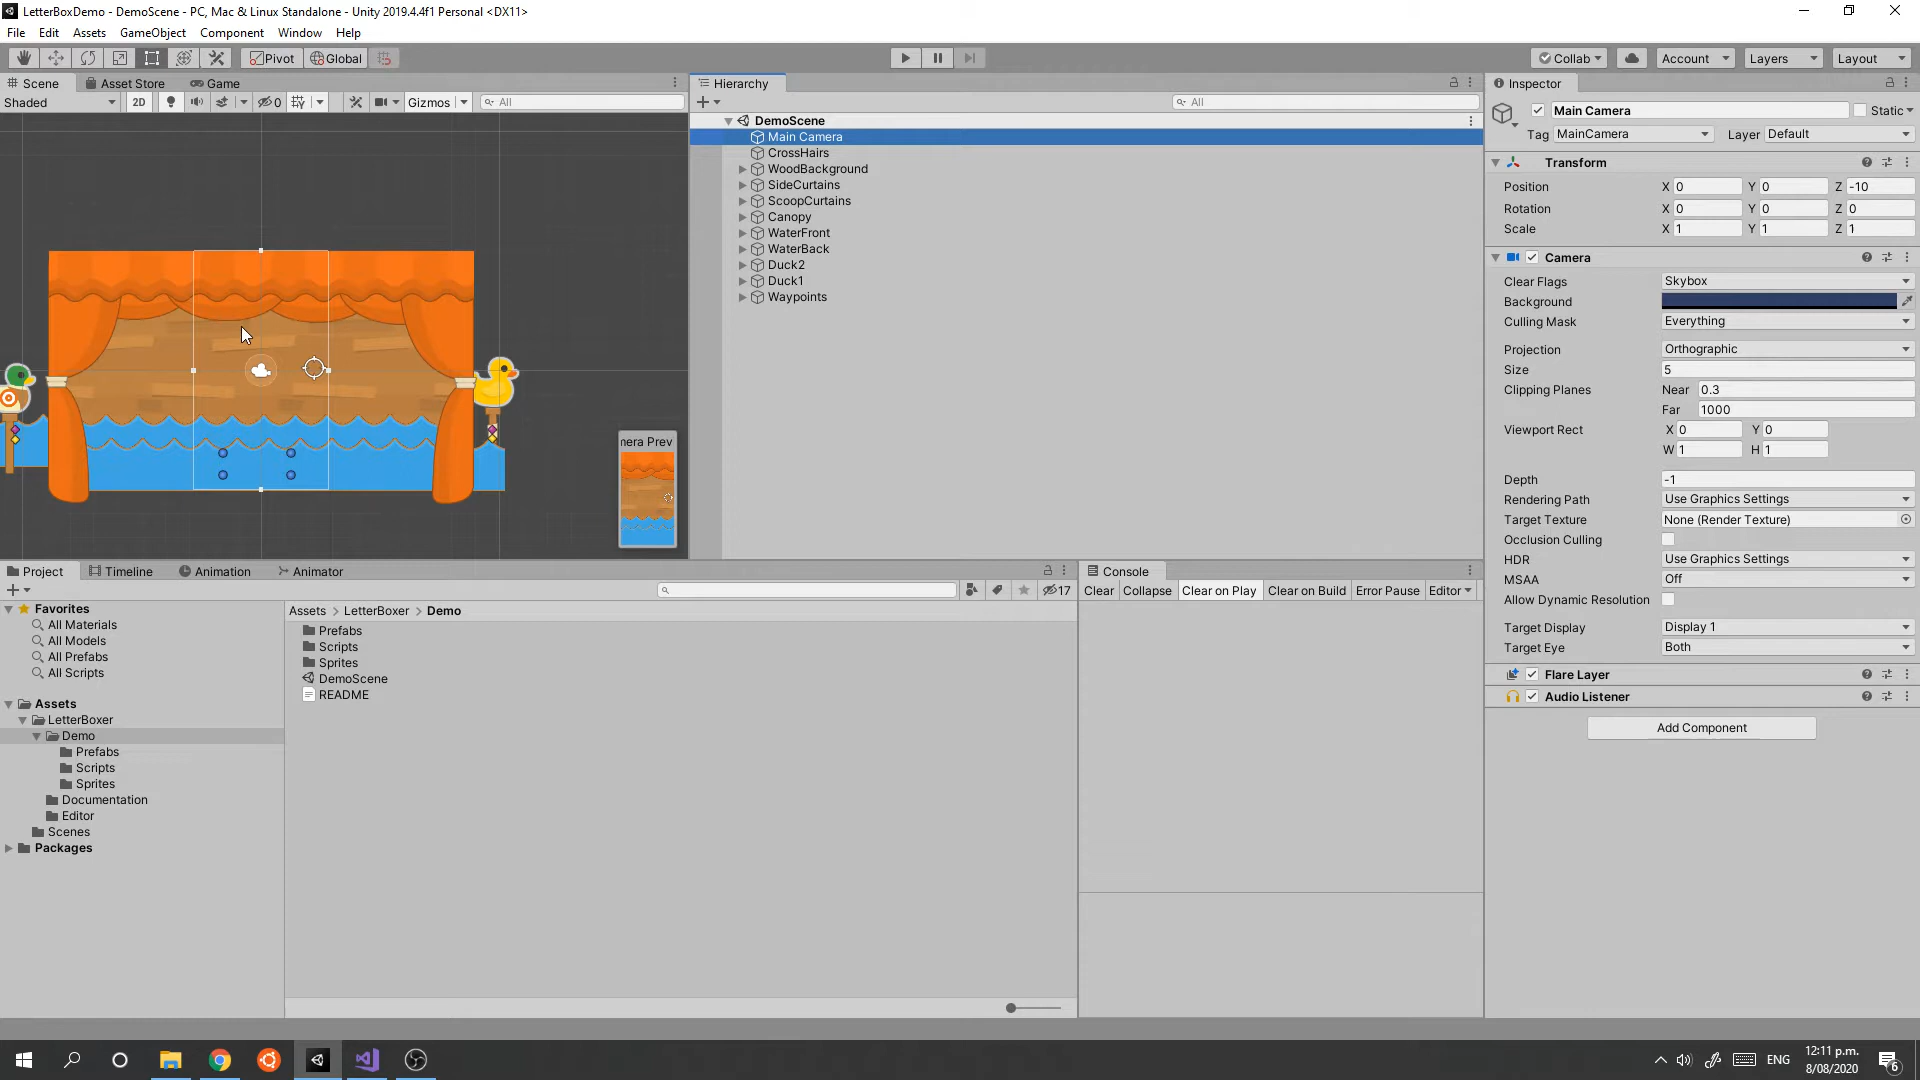 LetterBoxDemo - DemoScene - PC, Mac & Linux Standalone - Unity 2019.4.4f1 Personal <DX11>
File Edit Assets GameObject Component Window Help
Pivot Global Collab Account Layers Layout
Scene Asset Store Game
Shaded 2D 0 Gizmos All
nera Prev
Hierarchy
All
DemoScene
Main Camera
CrossHairs
WoodBackground
SideCurtains
ScoopCurtains
Canopy
WaterFront
WaterBack
Duck2
Duck1
Waypoints
Inspector
Main Camera Static
Tag MainCamera Layer Default
Transform
Position X 0 Y 0 Z -10
Rotation X 0 Y 0 Z 0
Scale X 1 Y 1 Z 1
Camera
Clear Flags Skybox
Background
Culling Mask Everything
Projection Orthographic
Size 5
Clipping Planes Near 0.3
Far 1000
Viewport Rect X 0 Y 0
W 1 H 1
Depth -1
Rendering Path Use Graphics Settings
Target Texture None (Render Texture)
Occlusion Culling
HDR Use Graphics Settings
MSAA Off
Allow Dynamic Resolution
Target Display Display 1
Target Eye Both
Flare Layer
Audio Listener
Add Component
Project Timeline Animation Animator
17
Favorites
All Materials
All Models
All Prefabs
All Scripts
Assets
LetterBoxer
Demo
Prefabs
Scripts
Sprites
Documentation
Editor
Scenes
Packages
Assets > LetterBoxer > Demo
Prefabs
Scripts
Sprites
DemoScene
README
Console
Clear Collapse Clear on Play Clear on Build Error Pause Editor
ENG
12:11 p.m.
8/08/2020
6